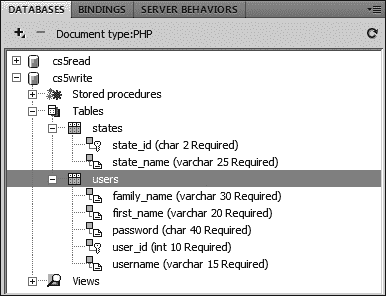 DATABASES BINDINGS SERVER BEHAVIORS
Document type:PHP
cs5read
cs5write
Stored procedures
Tables
states
state_id (char 2 Required)
state_name (varchar 25 Required)
users
family_name (varchar 30 Required)
first_name (varchar 20 Required)
password (char 40 Required)
user_id (int 10 Required)
username (varchar 15 Required)
Views